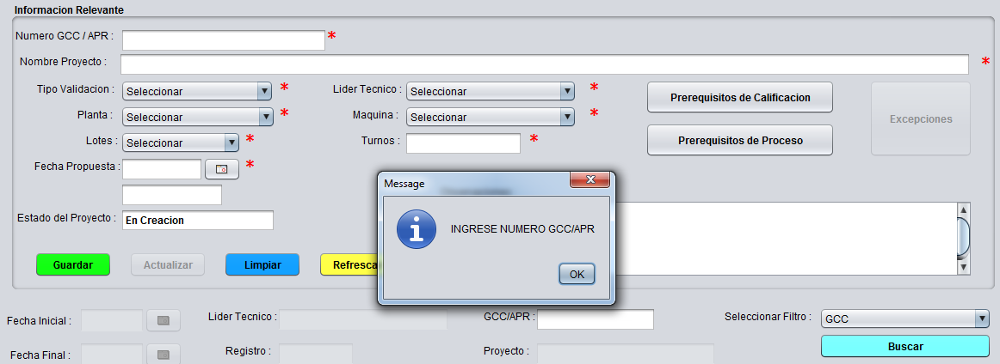 Informacion Relevante
Numero GCC / APR : *
Nombre Proyecto : *
Tipo Validacion : Seleccionar * Lider Tecnico : Seleccionar * Prerequisitos de Calificacion
Planta : Seleccionar * Maquina : Seleccionar * Excepciones
Lotes : Seleccionar * Turnos : * Prerequisitos de Proceso
Fecha Propuesta : *
Message
Estado del Proyecto : En Creacion
INGRESE NUMERO GCC/APR
Guardar Actualizar Limpiar Refresca
OK
Fecha Inicial : Lider Tecnico : GCC/APR : Seleccionar Filtro : GCC
Fecha Final : Registro : Proyecto : Buscar